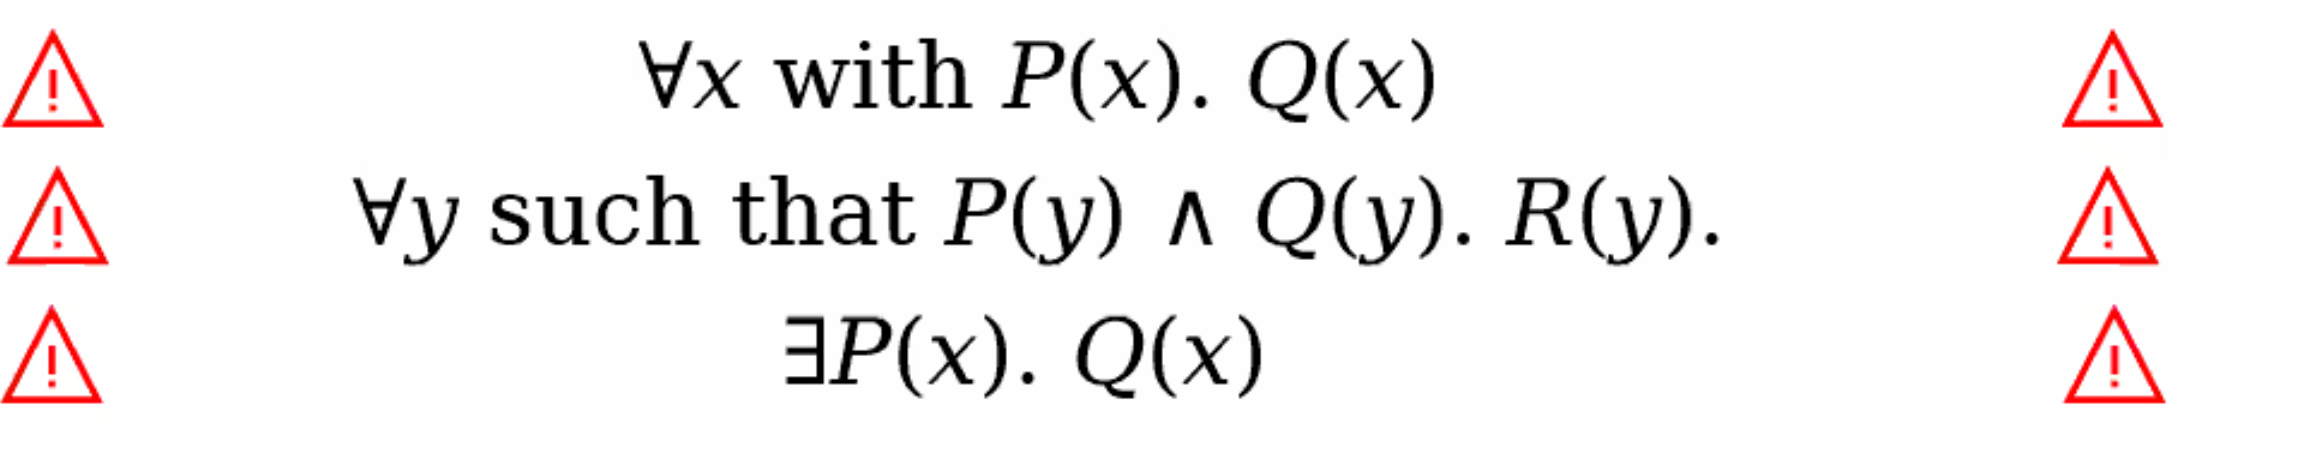 ⚠ ∀x with P(x). Q(x) ⚠
⚠ ∀y such that P(y) ∧ Q(y). R(y). ⚠
⚠ ∃P(x). Q(x) ⚠